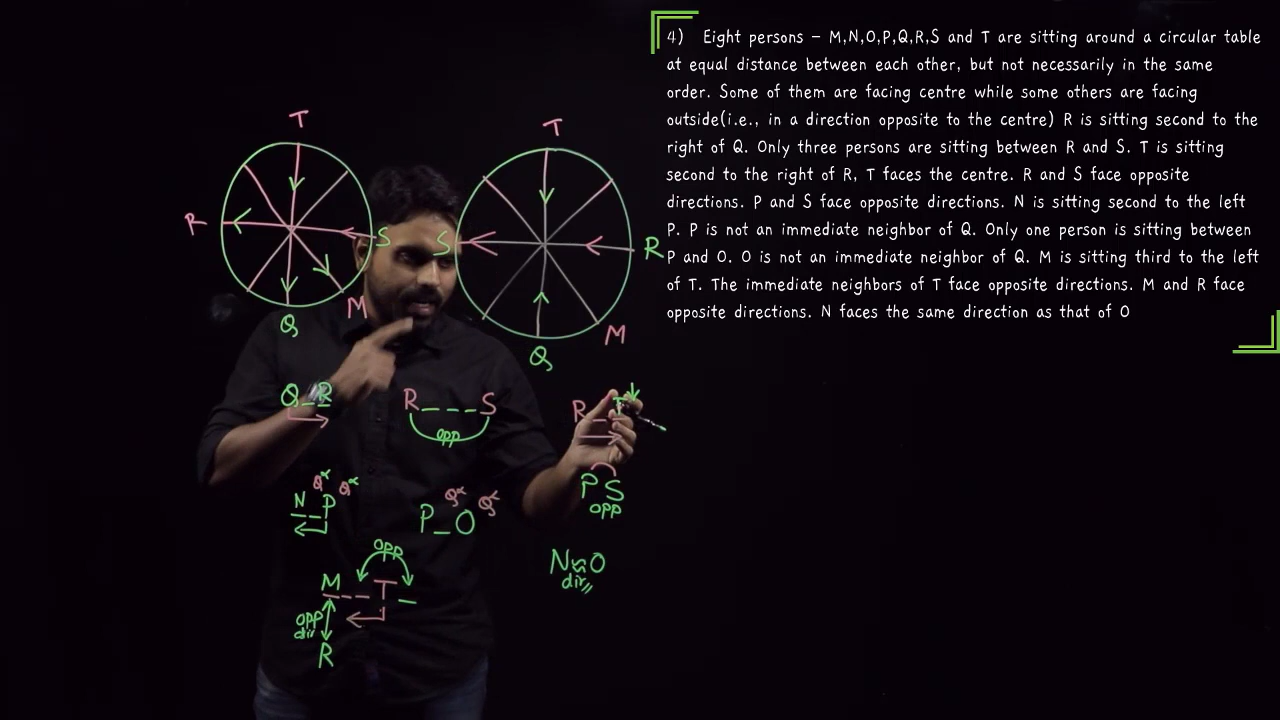 4) Eight persons – M,N,O,P,Q,R,S and T are sitting around a circular table
at equal distance between each other, but not necessarily in the same
order. Some of them are facing centre while some others are facing
outside(i.e., in a direction opposite to the centre) R is sitting second to the
right of Q. Only three persons are sitting between R and S. T is sitting
second to the right of R, T faces the centre. R and S face opposite
directions. P and S face opposite directions. N is sitting second to the left
P. P is not an immediate neighbor of Q. Only one person is sitting between
P and O. O is not an immediate neighbor of Q. M is sitting third to the left
of T. The immediate neighbors of T face opposite directions. M and R face
opposite directions. N faces the same direction as that of O
T
R
S
M
Q
T
S
R
M
Q
Q _ R
R _ _ _ S
opp
R _ T
N _ P
Q× Q×
P _ O
Q× Q×
P S
opp
opp
M _ _ T _
opp
dir
R
N O
dir